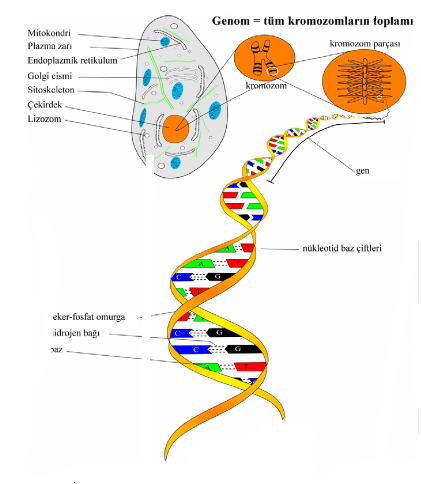 Genom = tüm kromozomların toplamı
Mitokondri
Plazma zarı
Endoplazmik retikulum
Golgi cismi
Sitoskeleton
Çekirdek
Lizozom
kromozom
kromozom parçası
gen
nükleotid baz çiftleri
A T
C G
eker-fosfat omurga
idrojen bağı
baz
C G
C G
A T